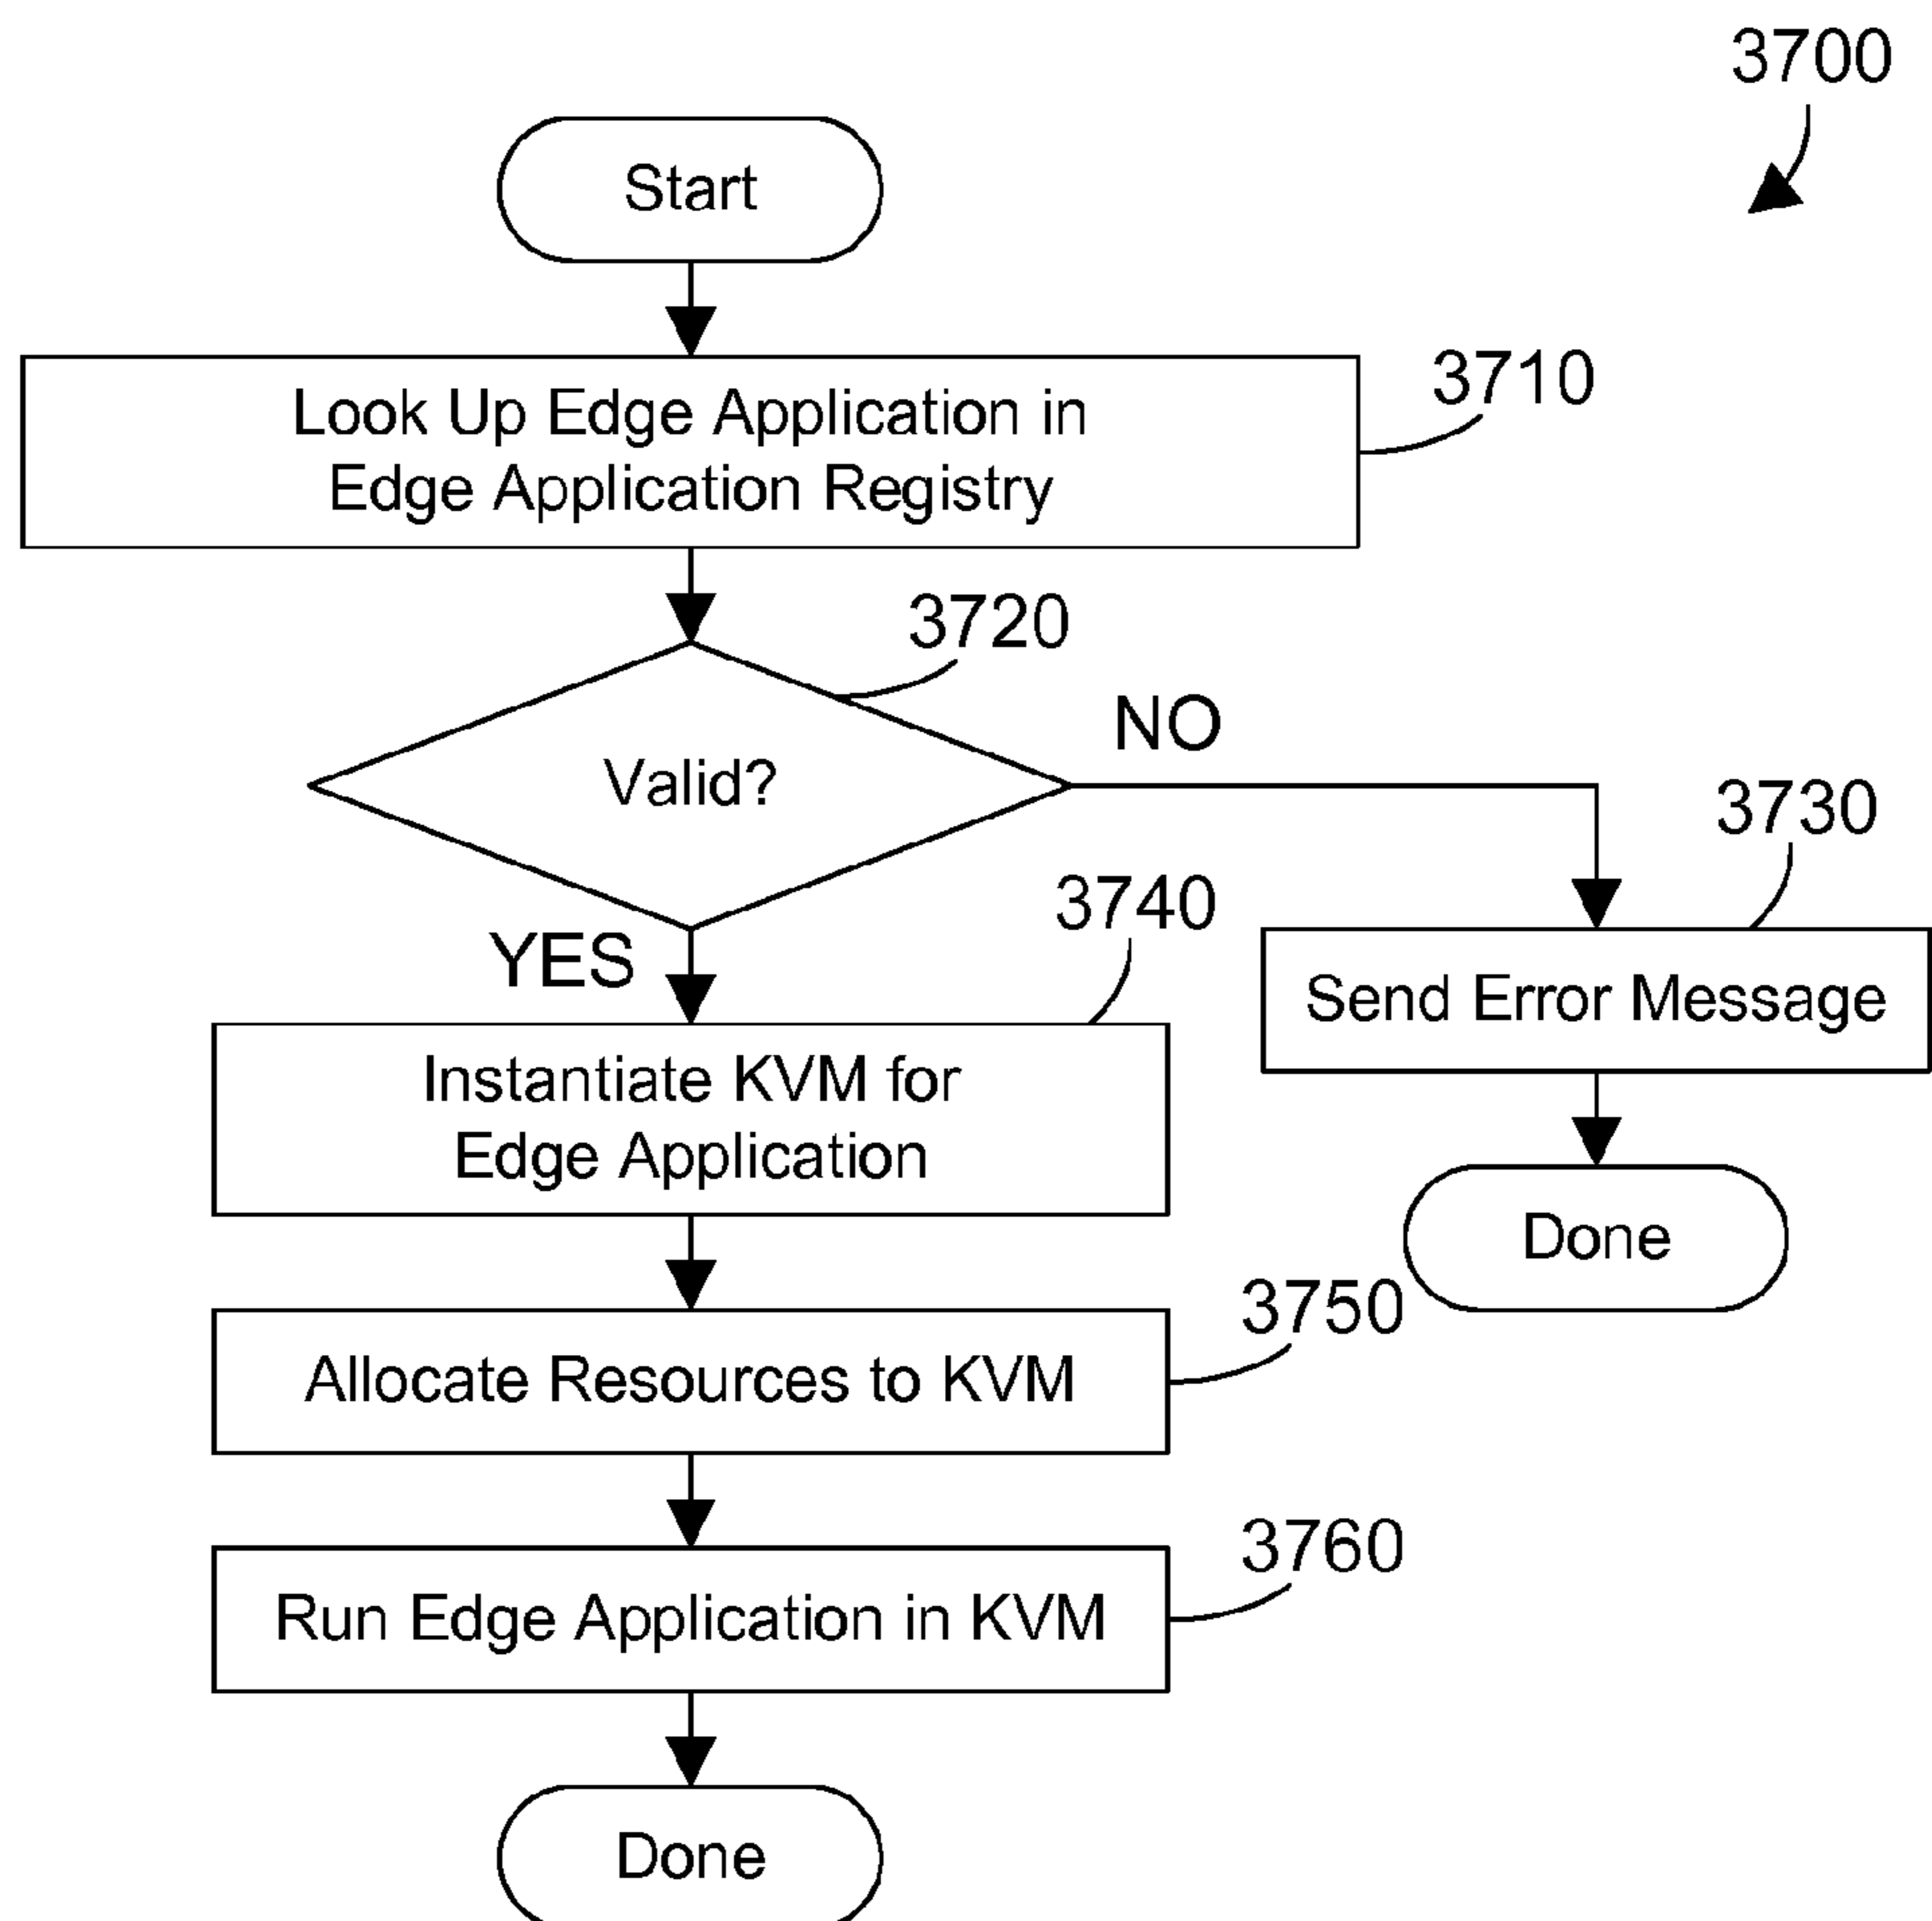 3700
Start
Look Up Edge Application in
Edge Application Registry
3710
3720
Valid?
NO
YES
3730
Send Error Message
Done
3740
Instantiate KVM for
Edge Application
3750
Allocate Resources to KVM
3760
Run Edge Application in KVM
Done